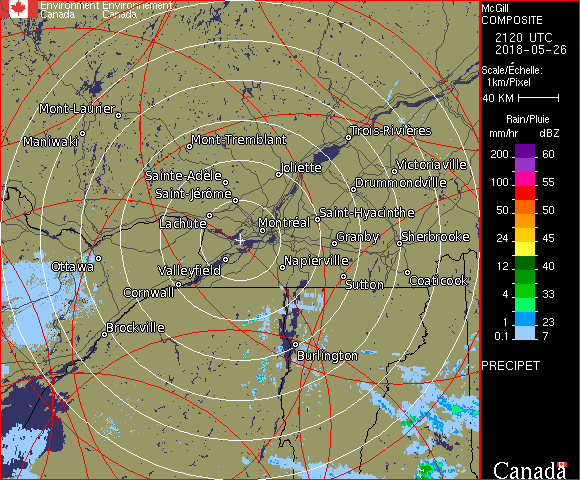 Environment Environnement
Canada Canada
McGill
COMPOSITE
2120 UTC
2018-05-26
Scale/Échelle:
1km/Pixel
40 KM
Rain/Pluie
mm/hr dBZ
200 60
100 55
50 50
24 45
12 40
4 33
1 23
0.1 7
PRECIPET
Canada
Mont-Laurier
Maniwaki
Mont-Tremblant
Trois-Rivières
Joliette
Victoriaville
Sainte-Adèle
Drummondville
Saint-Jérôme
Saint-Hyacinthe
Lachute
Montréal
Granby
Sherbrooke
Ottawa
Valleyfield
Napierville
Cornwall
Sutton
Coaticook
Brockville
Burlington